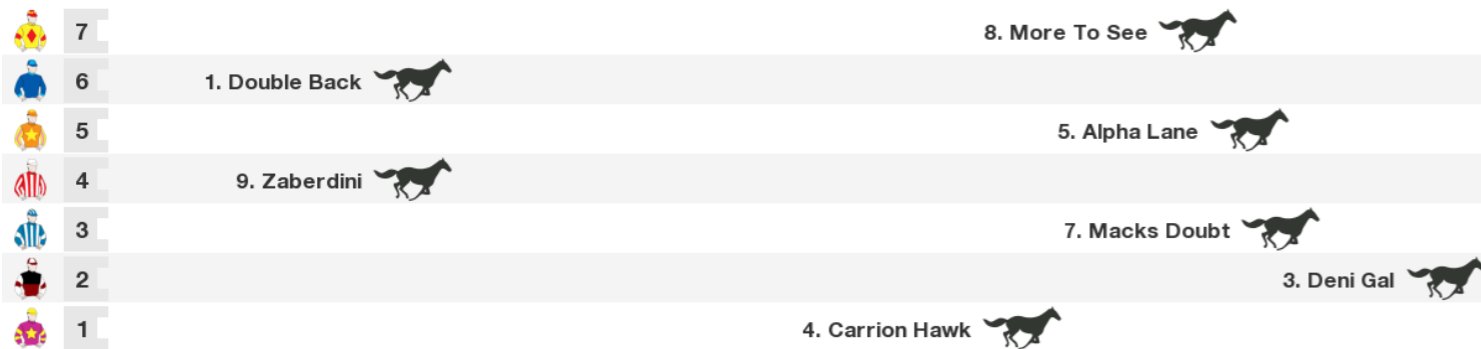 7 8. More To See
6 1. Double Back
5 5. Alpha Lane
4 9. Zaberdini
3 7. Macks Doubt
2 3. Deni Gal
1 4. Carrion Hawk